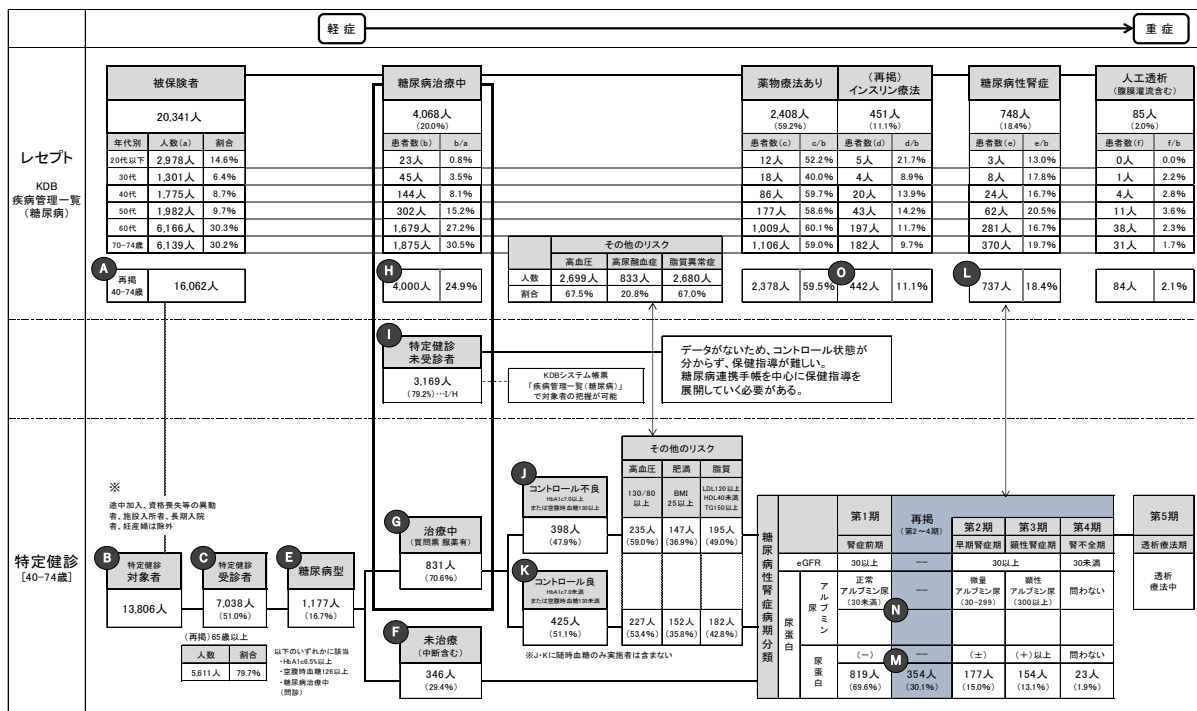 軽症
重症
レセプト
KDB
疾病管理一覧
（糖尿病）
被保険者
20,341人
年代別 人数(a) 割合
20代以下 2,978人 14.6%
30代 1,301人 6.4%
40代 1,775人 8.7%
50代 1,982人 9.7%
60代 6,166人 30.3%
70-74歳 6,139人 30.2%
A
再掲
40-74歳
16,062人
糖尿病治療中
4,068人
(20.0%)
患者数(b) b/a
23人 0.8%
45人 3.5%
144人 8.1%
302人 15.2%
1,679人 27.2%
1,875人 30.5%
H
4,000人 24.9%
その他のリスク
高血圧 高尿酸血症 脂質異常症
人数 2,699人 833人 2,680人
割合 67.5% 20.8% 67.0%
薬物療法あり
2,408人
(59.2%)
患者数(c) c/b
12人 52.2%
18人 40.0%
86人 59.7%
177人 58.6%
1,009人 60.1%
1,106人 59.0%
2,378人 59.5%
（再掲）
インスリン療法
451人
(11.1%)
患者数(d) d/b
5人 21.7%
4人 8.9%
20人 13.9%
43人 14.2%
197人 11.7%
182人 9.7%
O
442人 11.1%
糖尿病性腎症
748人
(18.4%)
患者数(e) e/b
3人 13.0%
8人 17.8%
24人 16.7%
62人 20.5%
281人 16.7%
370人 19.7%
L
737人 18.4%
人工透析
(腹膜灌流含む)
85人
(2.0%)
患者数(f) f/b
0人 0.0%
1人 2.2%
4人 2.8%
11人 3.6%
38人 2.3%
31人 1.7%
84人 2.1%
I
特定健診
未受診者
3,169人
(79.2%)…I/H
KDBシステム帳票
「疾病管理一覧（糖尿病）」
で対象者の把握が可能
データがないため、コントロール状態が
分からず、保健指導が難しい。
糖尿病連携手帳を中心に保健指導を
展開していく必要がある。
特定健診
[40-74歳]
※
途中加入、資格喪失等の異動
者、施設入所者、長期入院
者、妊産婦は除外
B
特定健診
対象者
13,806人
C
特定健診
受診者
7,038人
(51.0%)
（再掲）65歳以上
人数 割合
5,611人 79.7%
E
糖尿病型
1,177人
(16.7%)
以下のいずれかに該当
・HbA1c6.5%以上
・空腹時血糖126以上
・糖尿病治療中
（問診）
G
治療中
(質問票 服薬有)
831人
(70.6%)
F
未治療
(中断含む)
346人
(29.4%)
J
コントロール不良
HbA1c7.0以上
または空腹時血糖130以上
398人
(47.9%)
K
コントロール良
HbA1c7.0未満
または空腹時血糖130未満
425人
(51.1%)
※J・Kに随時血糖のみ実施者は含まない
その他のリスク
高血圧 肥満 脂質
130/80
以上
BMI
25以上
LDL120以上
HDL40未満
TG150以上
235人 147人 195人
(59.0%) (36.9%) (49.0%)
227人 152人 182人
(53.4%) (35.8%) (42.8%)
糖尿病性腎症病期分類
第1期
腎症前期
再掲
(第2～4期)
第2期
早期腎症期
第3期
顕性腎症期
第4期
腎不全期
第5期
透析療法期
eGFR 30以上 -- 30以上 30未満
透析
療法中
尿蛋白
アルブミン尿
正常
アルブミン尿
(30未満)
--
微量
アルブミン尿
(30-299)
顕性
アルブミン尿
(300以上)
問わない
N
尿蛋白
(－) -- (±) (＋)以上 問わない
M
819人 354人 177人 154人 23人
(69.6%) (30.1%) (15.0%) (13.1%) (1.9%)